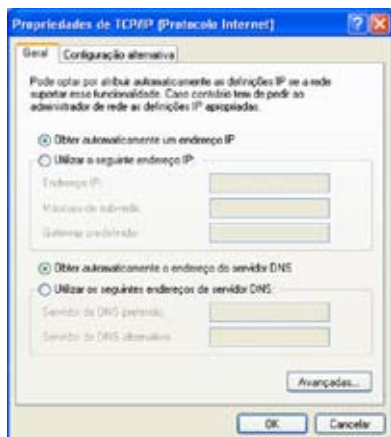 Propriedades de TCP/IP (Protocolo Internet)
Geral
Configuração alternativa
Pode optar por atribuir automaticamente as definições IP se a rede
suportar essa funcionalidade. Caso contrário tem de pedir ao
administrador de rede as definições IP apropriadas.
Obter automaticamente um endereço IP
Utilizar o seguinte endereço IP:
Endereço IP:
Máscara de sub-rede:
Gateway predefinido:
Obter automaticamente o endereço do servidor DNS
Utilizar os seguintes endereços de servidor DNS:
Servidor de DNS preferido:
Servidor de DNS alternativo:
Avançadas...
OK
Cancelar